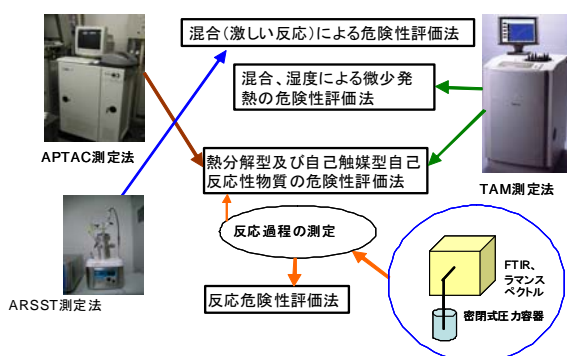 混合(激しい反応)による危険性評価法
混合、湿度による微少発
熱の危険性評価法
APTAC測定法
熱分解型及び自己触媒型自己
反応性物質の危険性評価法
TAM測定法
反応過程の測定
ARSST測定法
反応危険性評価法
FTIR、
ラマンス
ペクトル
密閉式圧力容器